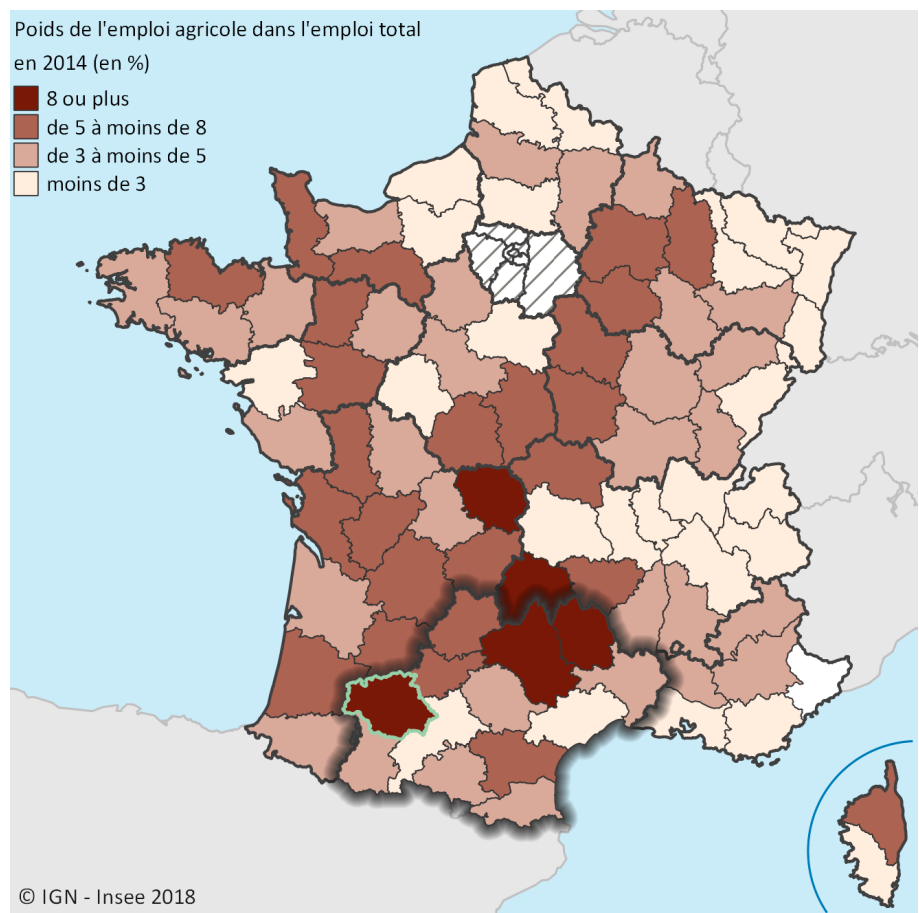 Poids de l'emploi agricole dans l'emploi total
en 2014 (en %)
8 ou plus
de 5 à moins de 8
de 3 à moins de 5
moins de 3
© IGN - Insee 2018